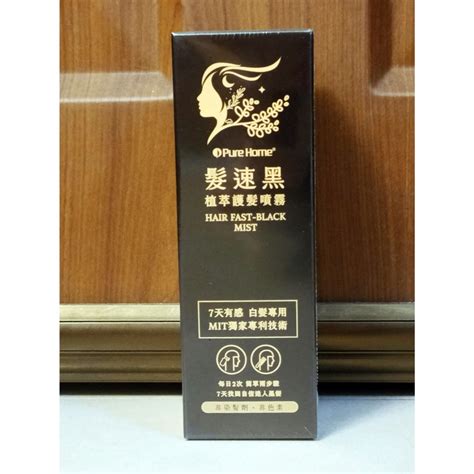 Pure Home®
髮速黑
植萃護髮噴霧
HAIR FAST-BLACK
MIST
7天有感 白髮專用
MIT獨家專利技術
每日2次 簡單兩步驟
7天找回自信迷人風采
非染髮劑·非色素